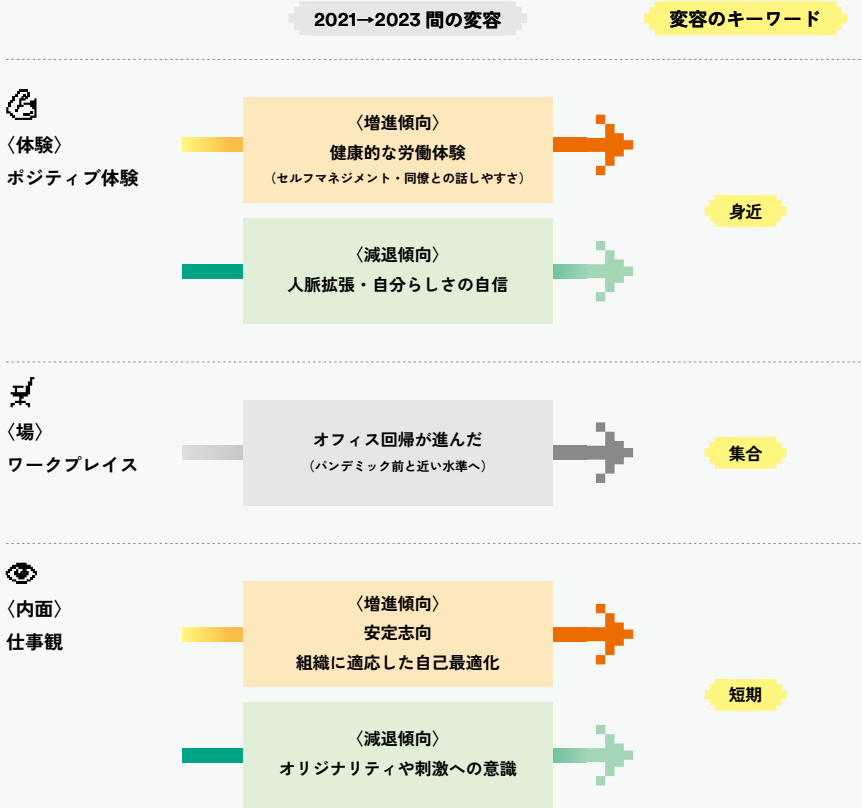 2021→2023 間の変容
変容のキーワード
〈体験〉
ポジティブ体験
〈増進傾向〉
健康的な労働体験
(セルフマネジメント・同僚との話しやすさ)
〈減退傾向〉
人脈拡張・自分らしさの自信
身近
〈場〉
ワークプレイス
オフィス回帰が進んだ
(パンデミック前と近い水準へ)
集合
〈内面〉
仕事観
〈増進傾向〉
安定志向
組織に適応した自己最適化
〈減退傾向〉
オリジナリティや刺激への意識
短期